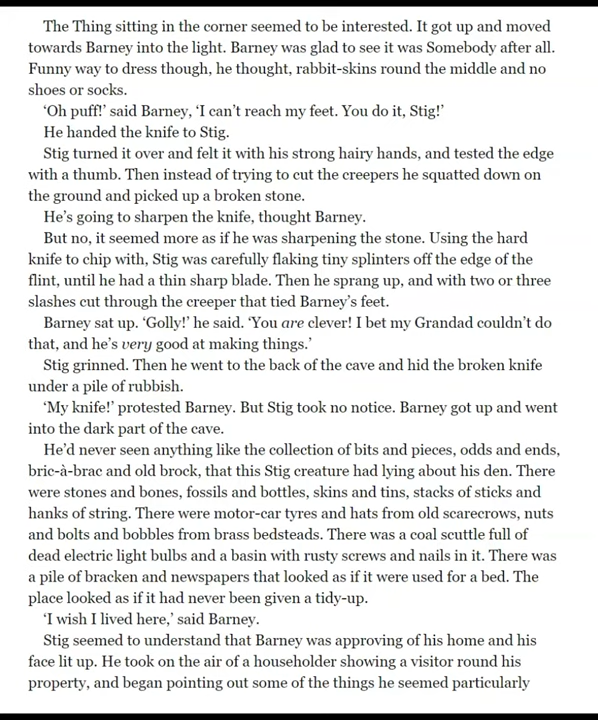 The Thing sitting in the corner seemed to be interested. It got up and moved
towards Barney into the light. Barney was glad to see it was Somebody after all.
Funny way to dress though, he thought, rabbit-skins round the middle and no
shoes or socks.
‘Oh puff!’ said Barney, ‘I can’t reach my feet. You do it, Stig!’
He handed the knife to Stig.
Stig turned it over and felt it with his strong hairy hands, and tested the edge
with a thumb. Then instead of trying to cut the creepers he squatted down on
the ground and picked up a broken stone.
He’s going to sharpen the knife, thought Barney.
But no, it seemed more as if he was sharpening the stone. Using the hard
knife to chip with, Stig was carefully flaking tiny splinters off the edge of the
flint, until he had a thin sharp blade. Then he sprang up, and with two or three
slashes cut through the creeper that tied Barney’s feet.
Barney sat up. ‘Golly!’ he said. ‘You are clever! I bet my Grandad couldn’t do
that, and he’s very good at making things.’
Stig grinned. Then he went to the back of the cave and hid the broken knife
under a pile of rubbish.
‘My knife!’ protested Barney. But Stig took no notice. Barney got up and went
into the dark part of the cave.
He’d never seen anything like the collection of bits and pieces, odds and ends,
bric-à-brac and old brock, that this Stig creature had lying about his den. There
were stones and bones, fossils and bottles, skins and tins, stacks of sticks and
hanks of string. There were motor-car tyres and hats from old scarecrows, nuts
and bolts and bobbles from brass bedsteads. There was a coal scuttle full of
dead electric light bulbs and a basin with rusty screws and nails in it. There was
a pile of bracken and newspapers that looked as if it were used for a bed. The
place looked as if it had never been given a tidy-up.
‘I wish I lived here,’ said Barney.
Stig seemed to understand that Barney was approving of his home and his
face lit up. He took on the air of a householder showing a visitor round his
property, and began pointing out some of the things he seemed particularly